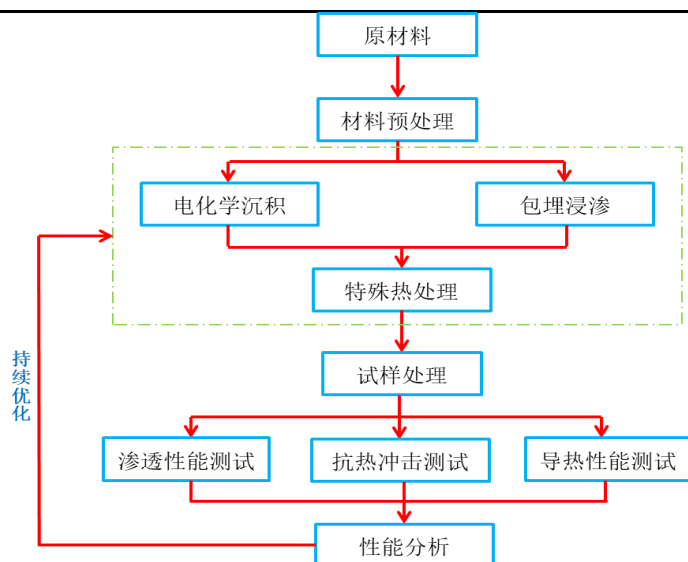 原材料
材料预处理
电化学沉积
包埋浸渗
特殊热处理
持续优化
试样处理
渗透性能测试
抗热冲击测试
导热性能测试
性能分析